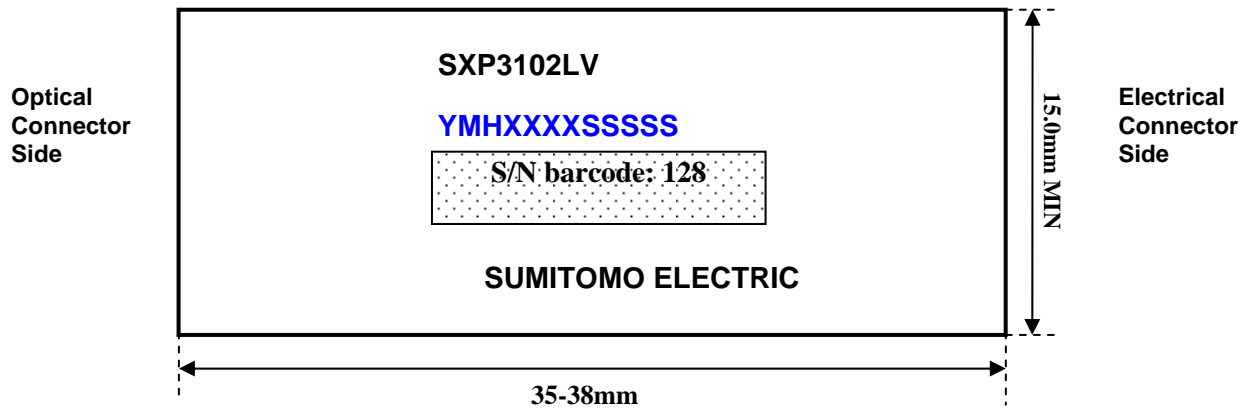 SXP3102LV
Optical
Connector
Side
YMHXXXXSSSSS
S/N barcode: 128
SUMITOMO ELECTRIC
15.0mm MIN
Electrical
Connector
Side
35-38mm